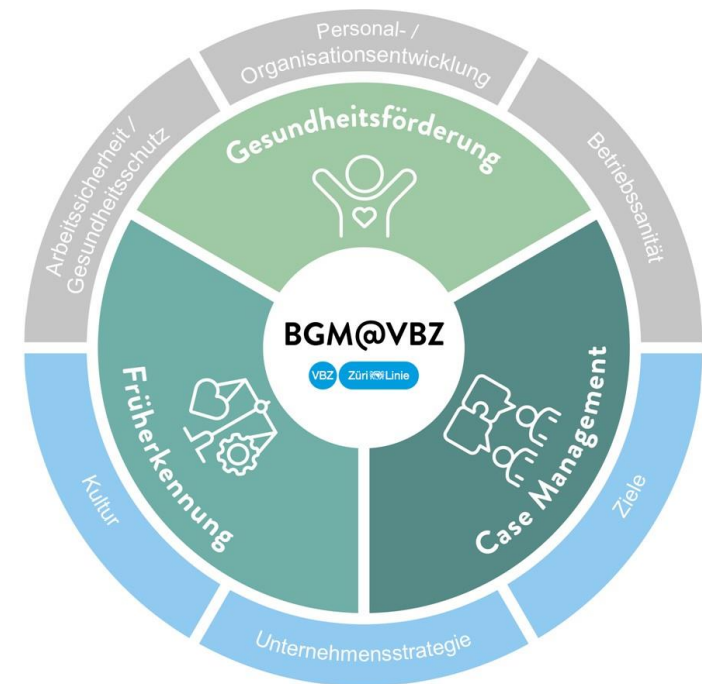 Personal- /
Organisationsentwicklung
Arbeitssicherheit /
Gesundheitsschutz
Betriebssanität
Gesundheitsförderung
BGM@VBZ
VBZ Züri Linie
Früherkennung
Case Management
Kultur
Ziele
Unternehmensstrategie